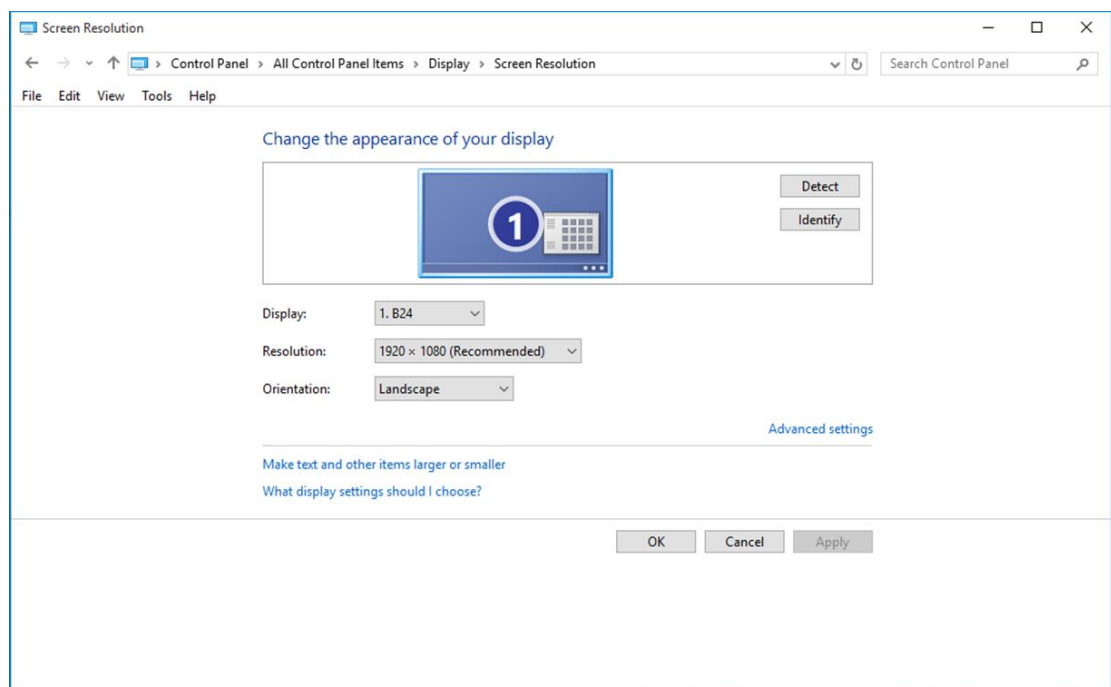 Screen Resolution
Control Panel > All Control Panel Items > Display > Screen Resolution
Search Control Panel
File Edit View Tools Help
Change the appearance of your display
1
Detect
Identify
Display: 1. B24
Resolution: 1920 × 1080 (Recommended)
Orientation: Landscape
Advanced settings
Make text and other items larger or smaller
What display settings should I choose?
OK Cancel Apply